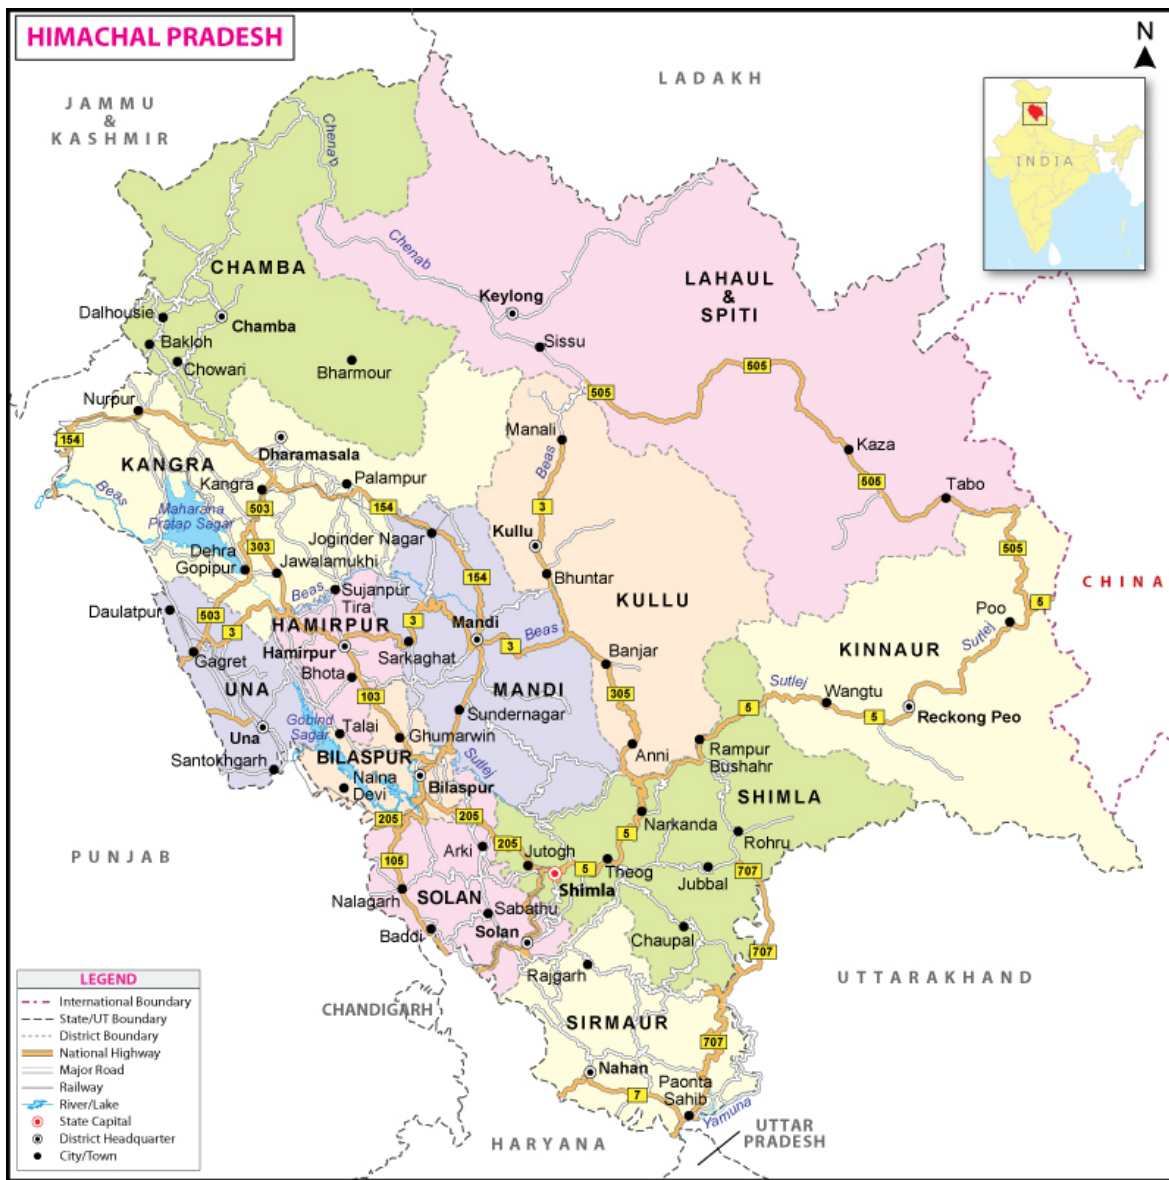 HIMACHAL PRADESH
N
LADAKH
JAMMU
&
KASHMIR
INDIA
Chenab
Chenab
CHAMBA
LAHAUL
&
SPITI
Keylong
Dalhousie
Chamba
Sissu
Bakloh
Chowari
Bharmour
505
505
Nurpur
Manali
154
Dharamasala
Kaza
KANGRA
Beas
Palampur
Kangra
505
Tabo
Beas
Maharana
Pratap Sagar
503
154
3
Joginder Nagar
Kullu
505
Dehra
Gopipur
303
Jawalamukhi
154
Bhuntar
CHINA
Beas
Sujanpur
Tira
KULLU
5
Daulatpur
503
3
HAMIRPUR
3
Mandi
3
Beas
Poo
Sutlej
Gagret
Hamirpur
Sarkaghat
Banjar
KINNAUR
Bhota
UNA
103
MANDI
305
Sutlej
Wangtu
5
5
Reckong Peo
Gobind
Sagar
Talai
Sundernagar
Una
Ghumarwin
Santokhgarh
BILASPUR
Sutlej
Anni
Rampur
Bushahr
Naina
Devi
Bilaspur
SHIMLA
205
205
Narkanda
205
5
Rohru
PUNJAB
Arki
Jutogh
105
5
Theog
Jubbal
707
Nalagarh
SOLAN
Shimla
Sabathu
Baddi
Solan
Chaupal
707
Rajgarh
UTTARAKHAND
CHANDIGARH
SIRMAUR
707
Nahan
Paonta
Sahib
7
Yamuna
UTTAR
PRADESH
HARYANA
LEGEND
International Boundary
State/UT Boundary
District Boundary
National Highway
Major Road
Railway
River/Lake
State Capital
District Headquarter
City/Town